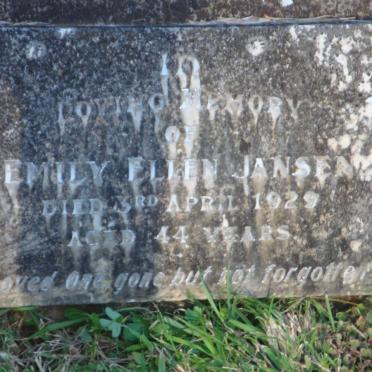 IN
LOVING MEMORY
OF
EMILY ELLEN JANSEN
DIED 3RD APRIL 1929
AGED 44 YEARS
loved one gone but not forgotten